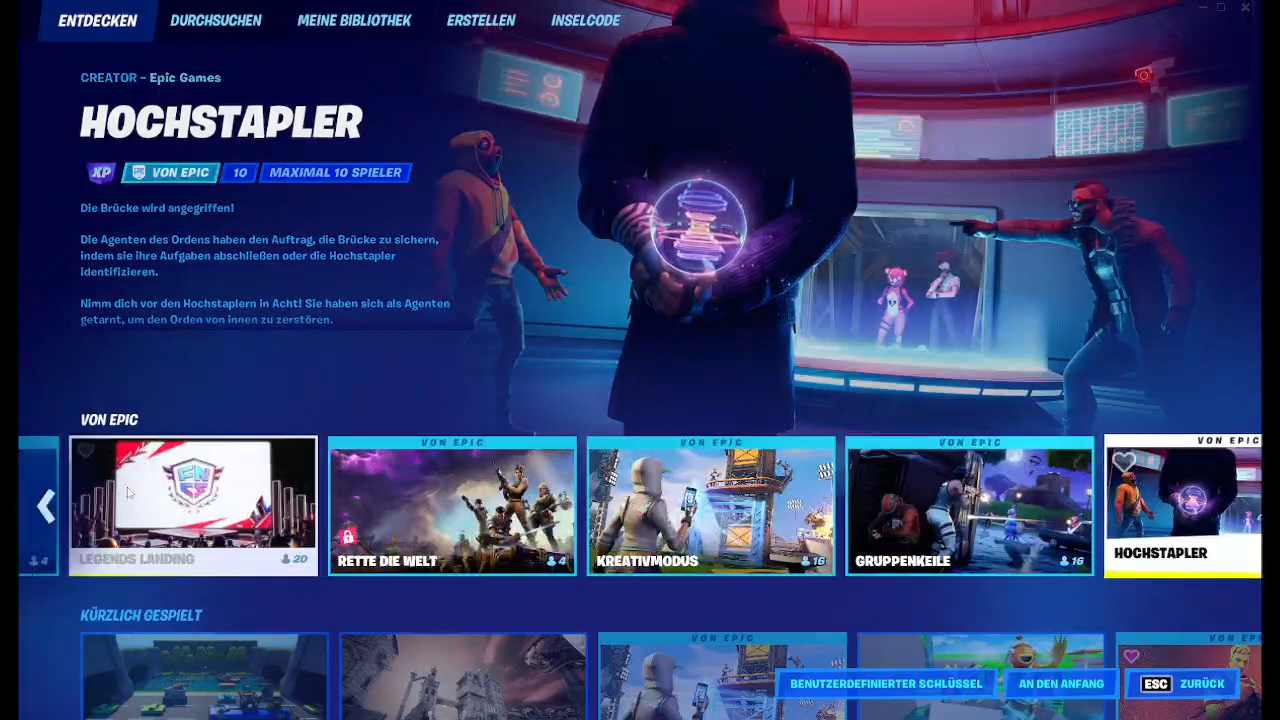 ENTDECKEN DURCHSUCHEN MEINE BIBLIOTHEK ERSTELLEN INSELCODE
CREATOR - Epic Games
HOCHSTAPLER
XP EPIC VON EPIC 10 MAXIMAL 10 SPIELER
Die Brücke wird angegriffen!
Die Agenten des Ordens haben den Auftrag, die Brücke zu sichern,
indem sie ihre Aufgaben abschließen oder die Hochstapler
identifizieren.
Nimm dich vor den Hochstaplern in Acht! Sie haben sich als Agenten
getarnt, um den Orden von innen zu zerstören.
VON EPIC
VON EPIC VON EPIC VON EPIC VON EPIC
4 LEGENDS LANDING 20 RETTE DIE WELT 4 KREATIVMODUS 16 GRUPPENKEILE 16 HOCHSTAPLER
KÜRZLICH GESPIELT
VON EPIC VON EPI
BENUTZERDEFINIERTER SCHLÜSSEL AN DEN ANFANG ESC ZURÜCK